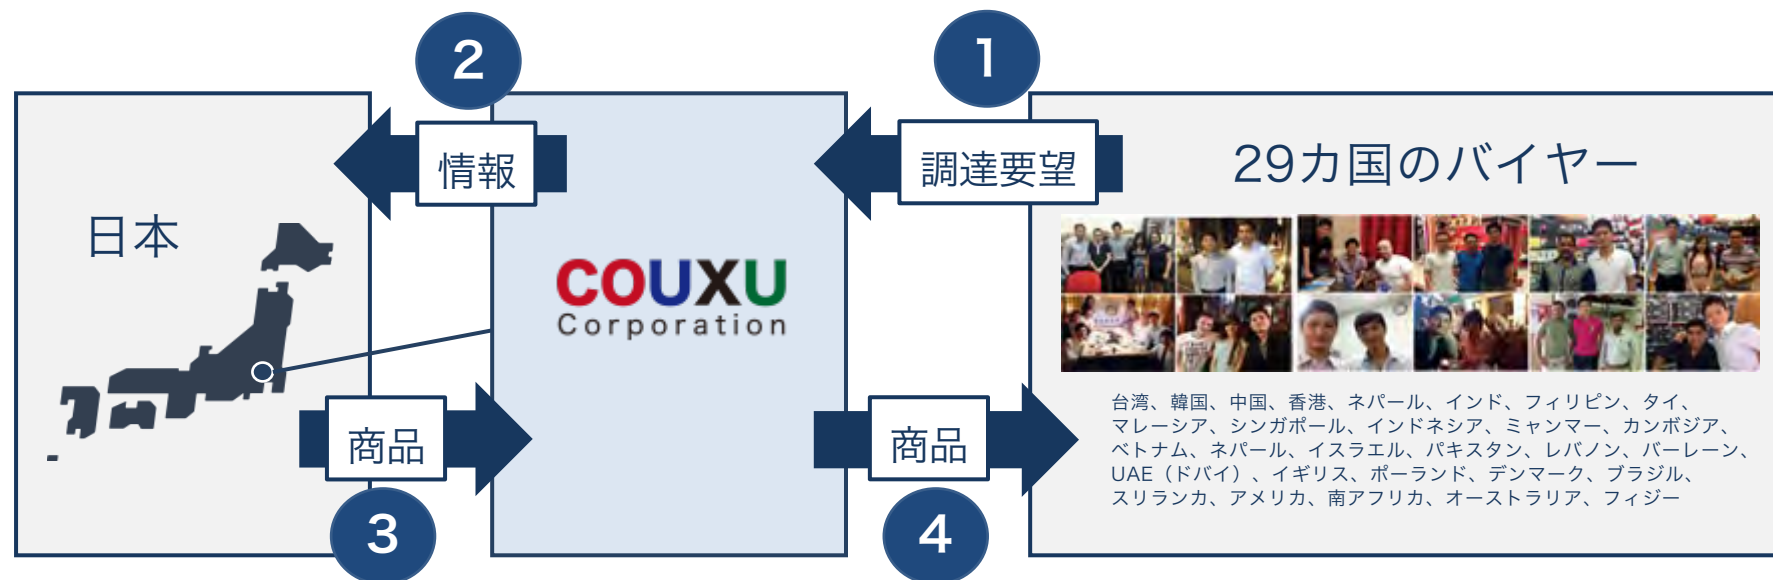 2
1
情報
調達要望
29カ国のバイヤー
日本
COUXU
Corporation
台湾、韓国、中国、香港、ネパール、インド、フィリピン、タイ、
マレーシア、シンガポール、インドネシア、ミャンマー、カンボジア、
ベトナム、ネパール、イスラエル、パキスタン、レバノン、バーレーン、
UAE（ドバイ）、イギリス、ポーランド、デンマーク、ブラジル、
スリランカ、アメリカ、南アフリカ、オーストラリア、フィジー
商品
商品
3
4